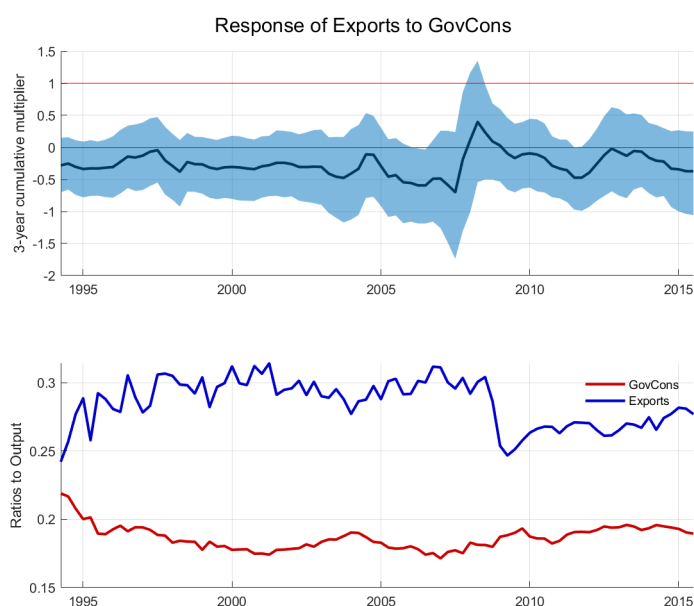 Response of Exports to GovCons
3-year cumulative multiplier
1.5
1
0.5
0
-0.5
-1
-1.5
-2
1995 2000 2005 2010 2015
Ratios to Output
0.3
0.25
0.2
0.15
GovCons
Exports
1995 2000 2005 2010 2015